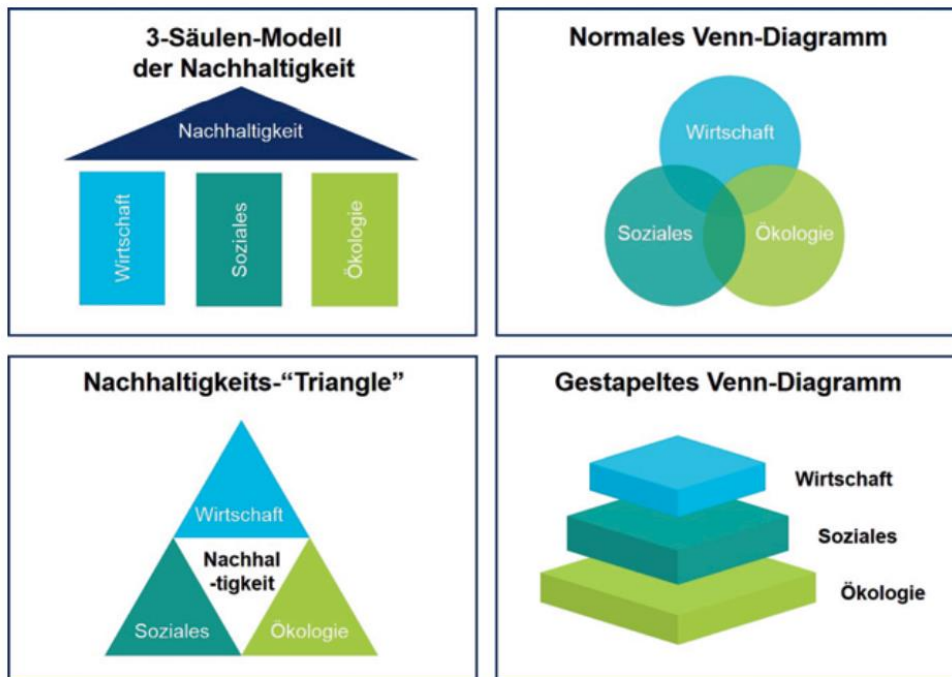 3-Säulen-Modell
der Nachhaltigkeit
Nachhaltigkeit
Wirtschaft
Soziales
Ökologie
Normales Venn-Diagramm
Wirtschaft
Soziales
Ökologie
Nachhaltigkeits-“Triangle”
Wirtschaft
Nachhal
-tigkeit
Soziales
Ökologie
Gestapeltes Venn-Diagramm
Wirtschaft
Soziales
Ökologie